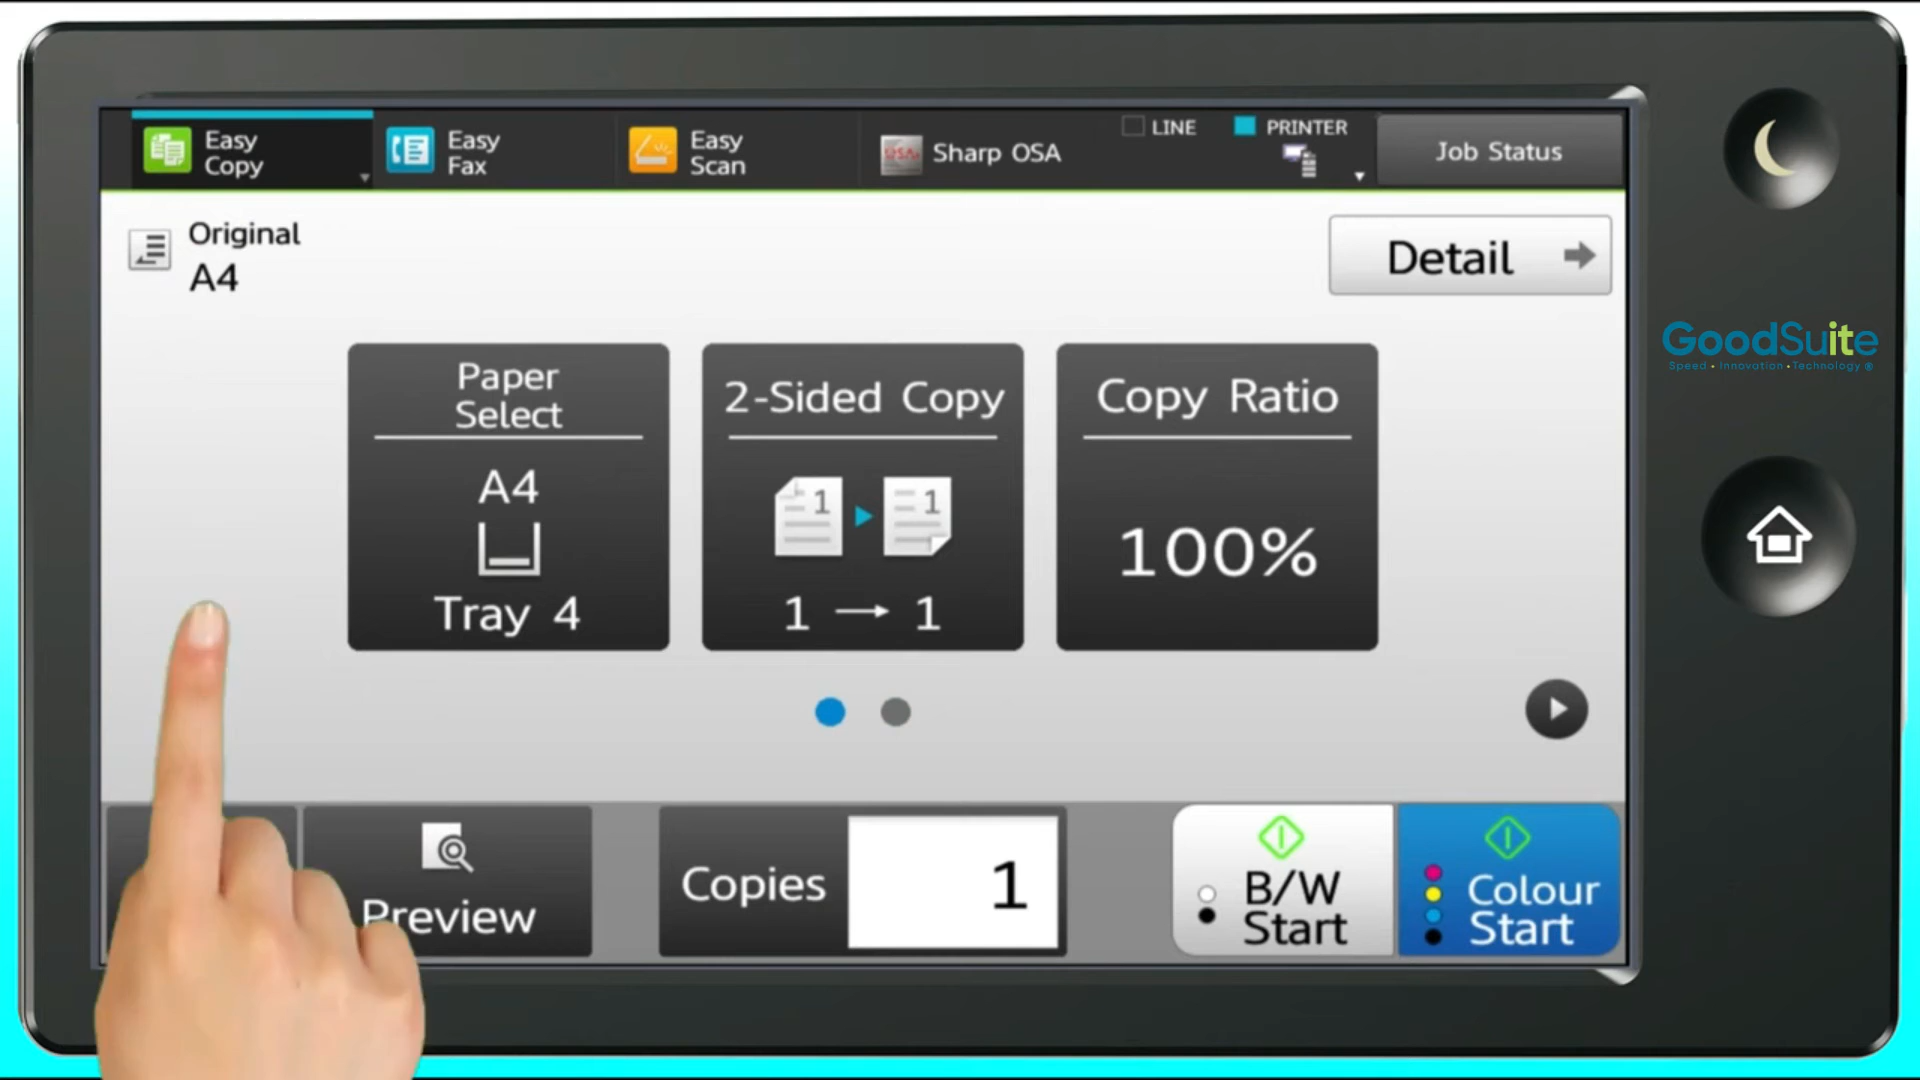 Easy
Copy
Easy
Fax
Easy
Scan
OSA
Sharp OSA
LINE
PRINTER
Job Status
Original
A4
Detail
GoodSuite
Speed • Innovation • Technology ®
Paper
Select
A4
Tray 4
2-Sided Copy
1 1
1 → 1
Copy Ratio
100%
Preview
Copies
1
B/W
Start
Colour
Start